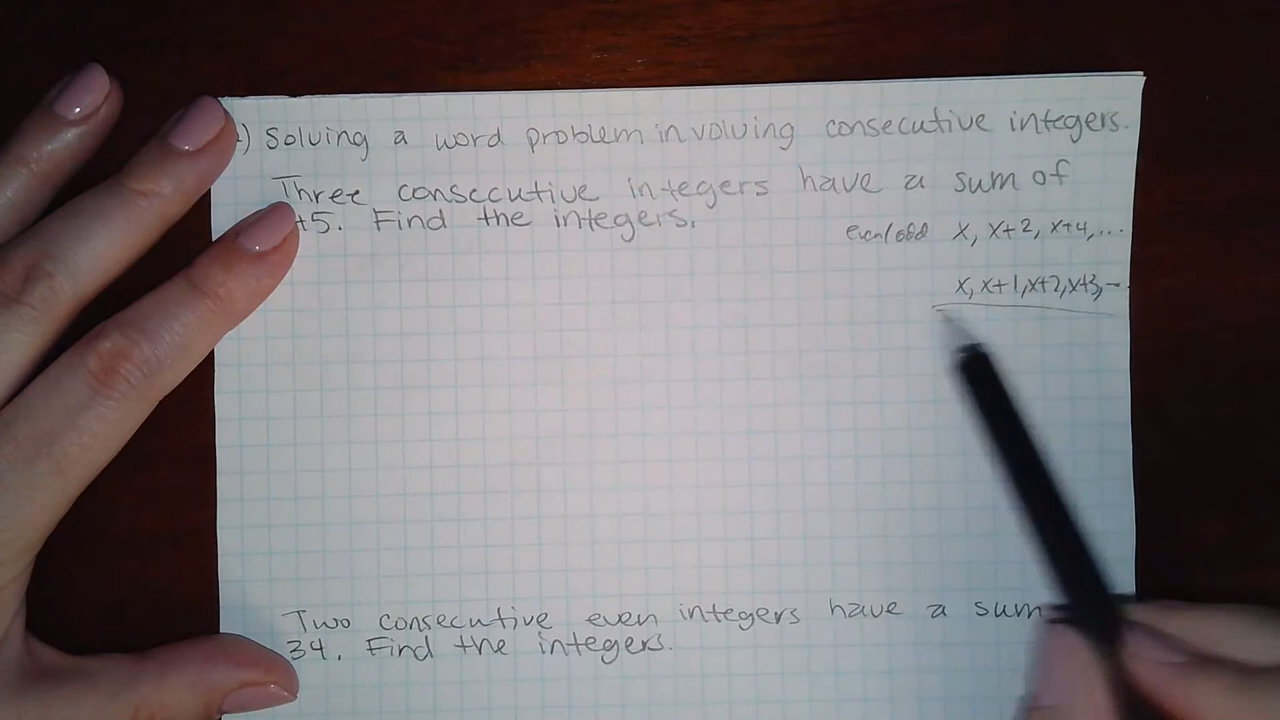 ) Solving a word problem involving consecutive integers.
Three consecutive integers have a sum of
5. Find the integers.
even/odd x, x+2, x+4,...
x, x+1, x+2, x+3, --
Two consecutive even integers have a sum
34. Find the integers.